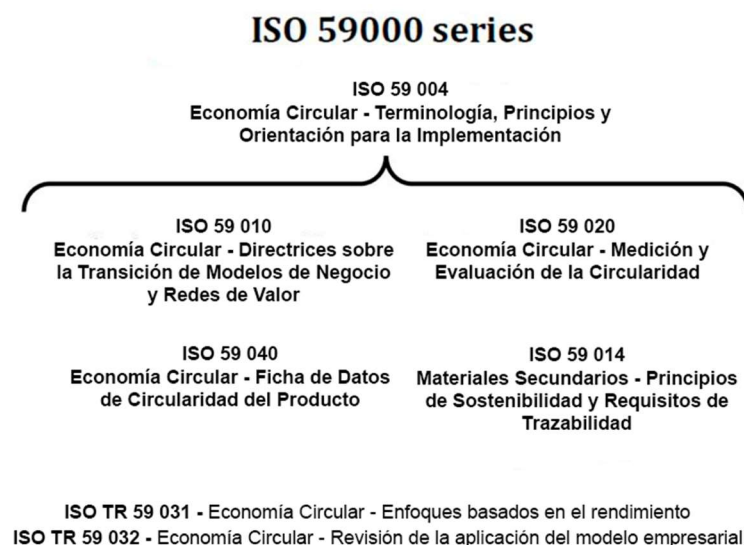 ISO 59000 series
ISO 59 004
Economía Circular - Terminología, Principios y
Orientación para la Implementación
ISO 59 010
Economía Circular - Directrices sobre
la Transición de Modelos de Negocio
y Redes de Valor
ISO 59 020
Economía Circular - Medición y
Evaluación de la Circularidad
ISO 59 040
Economía Circular - Ficha de Datos
de Circularidad del Producto
ISO 59 014
Materiales Secundarios - Principios
de Sostenibilidad y Requisitos de
Trazabilidad
ISO TR 59 031 - Economía Circular - Enfoques basados en el rendimiento
ISO TR 59 032 - Economía Circular - Revisión de la aplicación del modelo empresarial